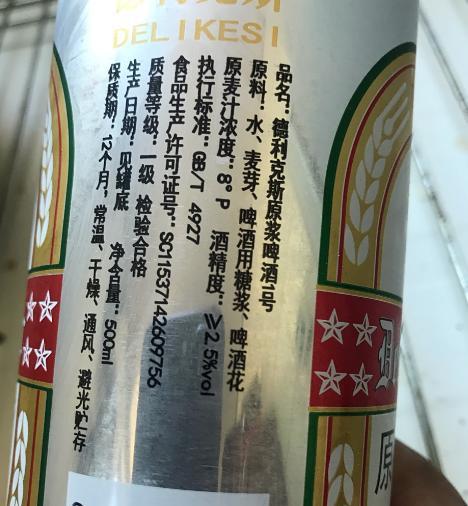 DELIKESI
品名：德利克斯原浆啤酒1号
原料：水、麦芽、啤酒用糖浆、啤酒花
原麦汁浓度：8°P 酒精度：≥2.5%vol
执行标准：GB/T 4927
食品生产许可证号：SC11537142609756
质量等级：一级 检验合格
生产日期：见罐底 净含量：500ml
保质期：12个月，常温、干燥、通风、避光贮存
原